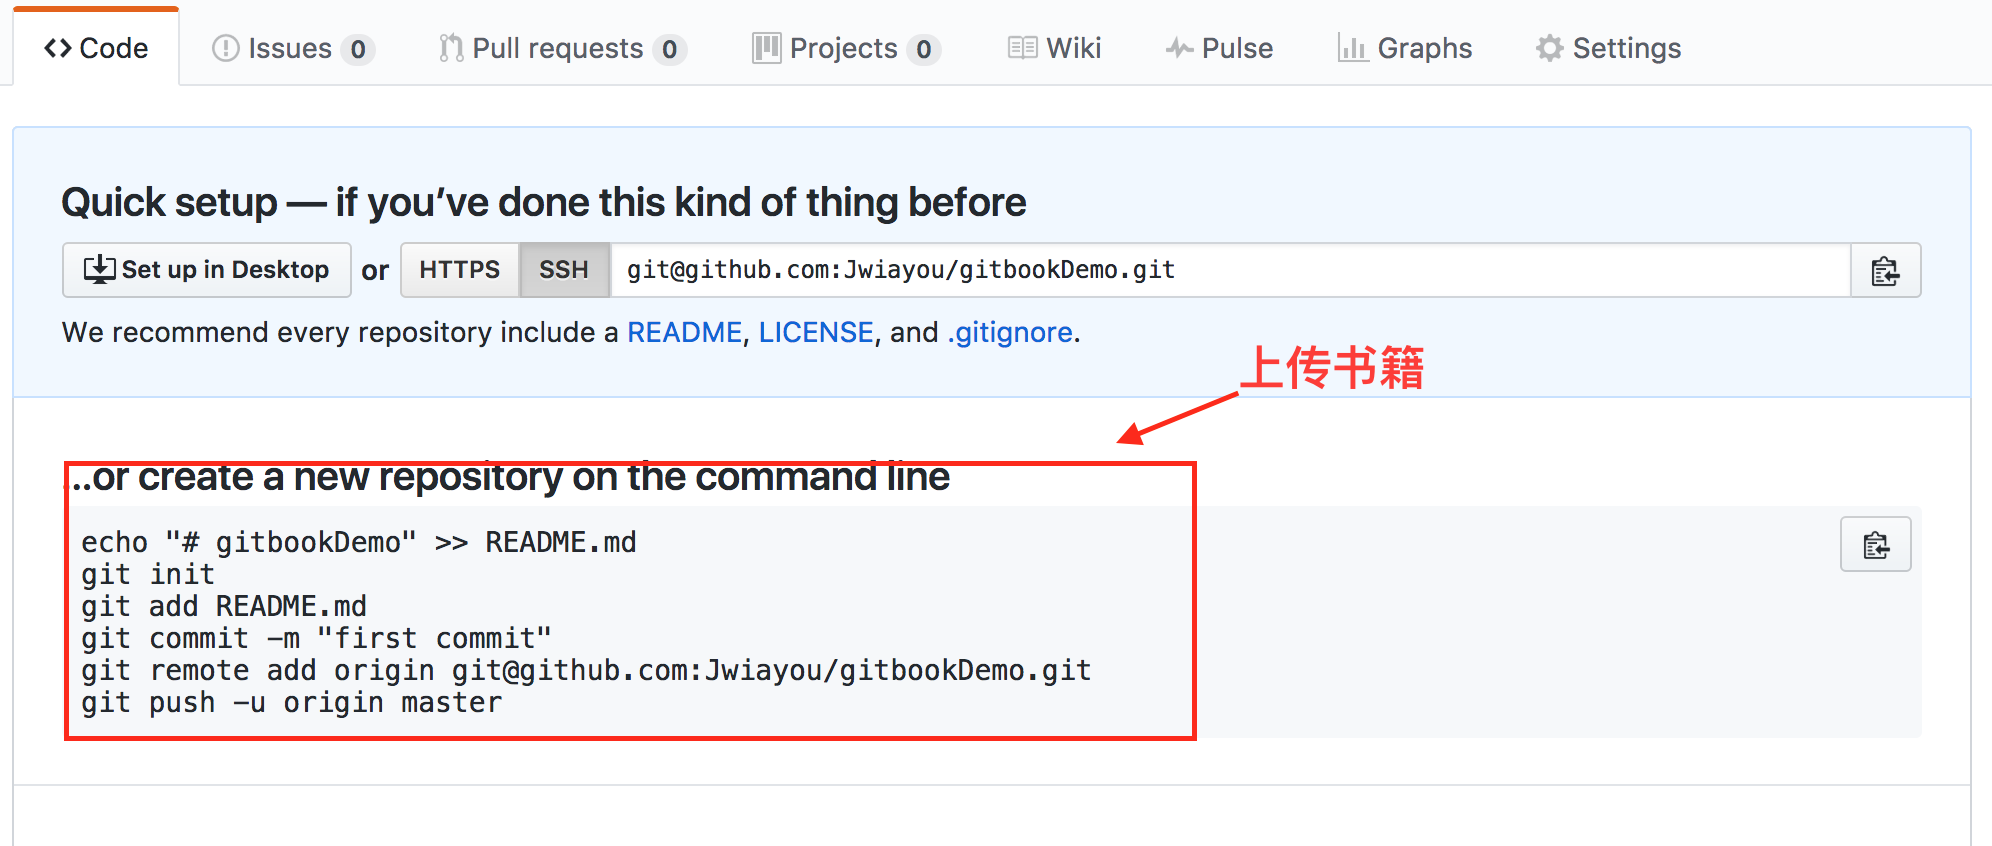 Code Issues 0 Pull requests 0 Projects 0 Wiki Pulse Graphs Settings
Quick setup — if you’ve done this kind of thing before
Set up in Desktop or HTTPS SSH git@github.com:Jwiayou/gitbookDemo.git
We recommend every repository include a README, LICENSE, and .gitignore.
上传书籍
...or create a new repository on the command line
echo "# gitbookDemo" >> README.md
git init
git add README.md
git commit -m "first commit"
git remote add origin git@github.com:Jwiayou/gitbookDemo.git
git push -u origin master